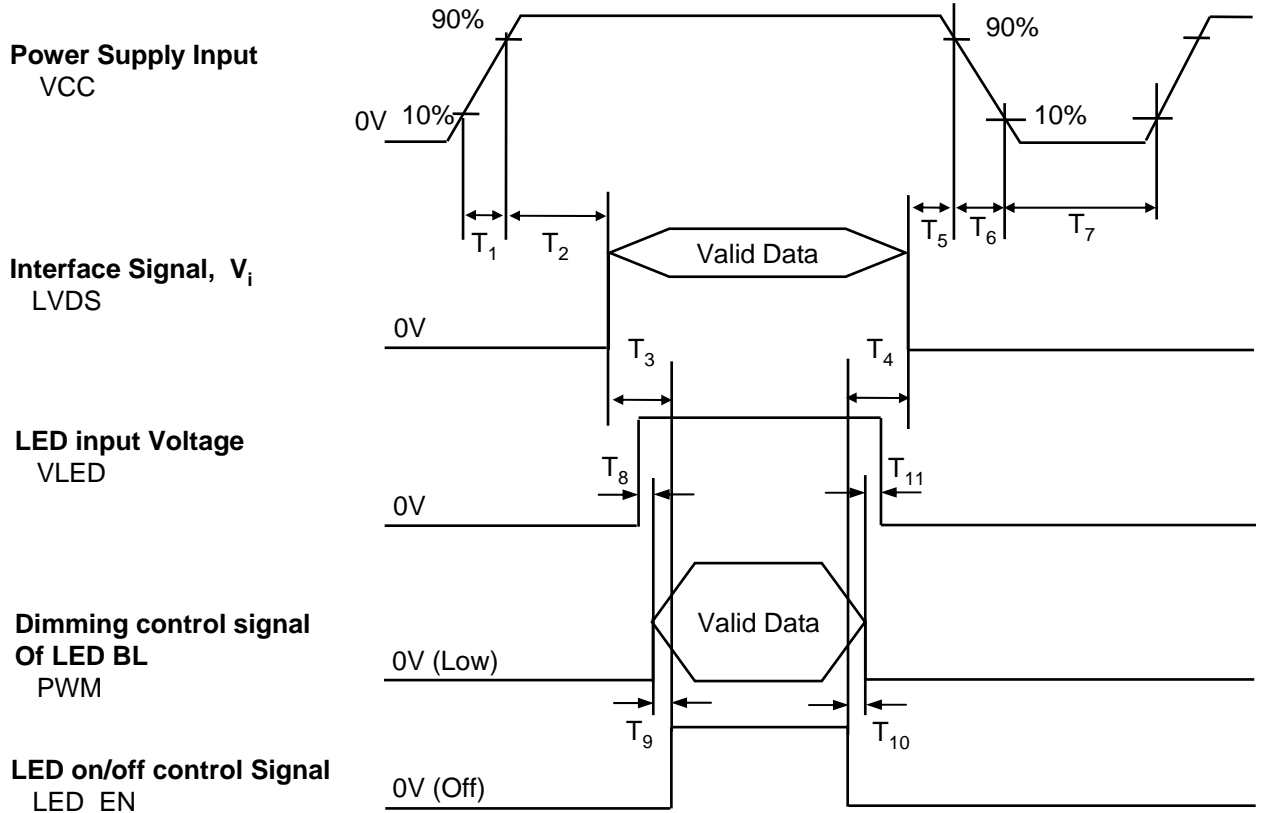 90%
90%
Power Supply Input
VCC
0V
10%
10%
T1
T2
T5
T6
T7
Valid Data
Interface Signal, Vi
LVDS
0V
T3
T4
LED input Voltage
VLED
T8
T11
0V
Dimming control signal
Of LED BL
PWM
Valid Data
0V (Low)
T9
T10
LED on/off control Signal
LED EN
0V (Off)